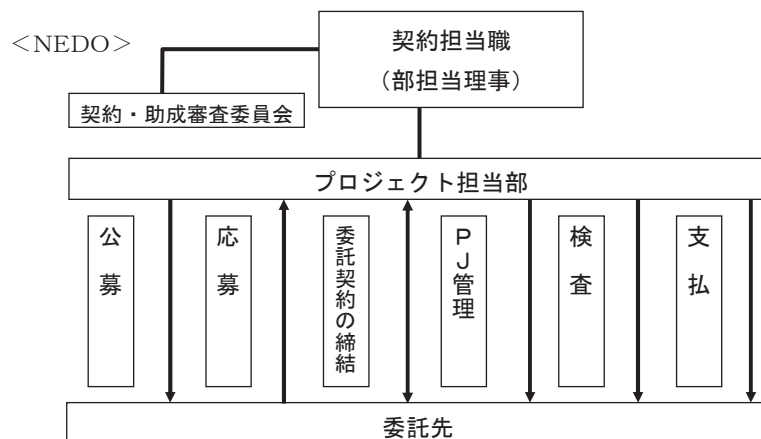 <NEDO>
契約担当職
（部担当理事）
契約・助成審査委員会
プロジェクト担当部
公募
応募
委託契約の締結
ＰＪ管理
検査
支払
委託先